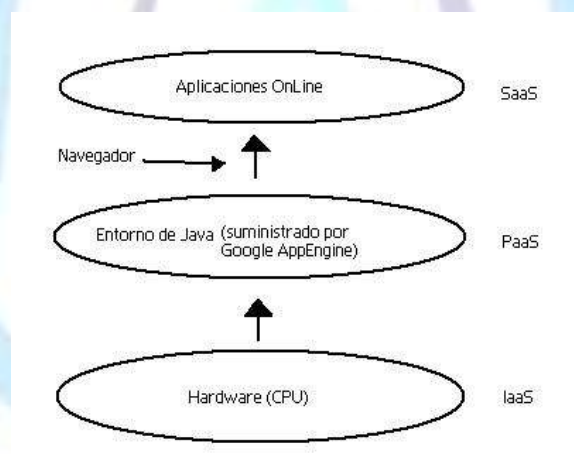 Aplicaciones OnLine
SaaS
Navegador
Entorno de Java (suministrado por
Google AppEngine)
PaaS
Hardware (CPU)
IaaS